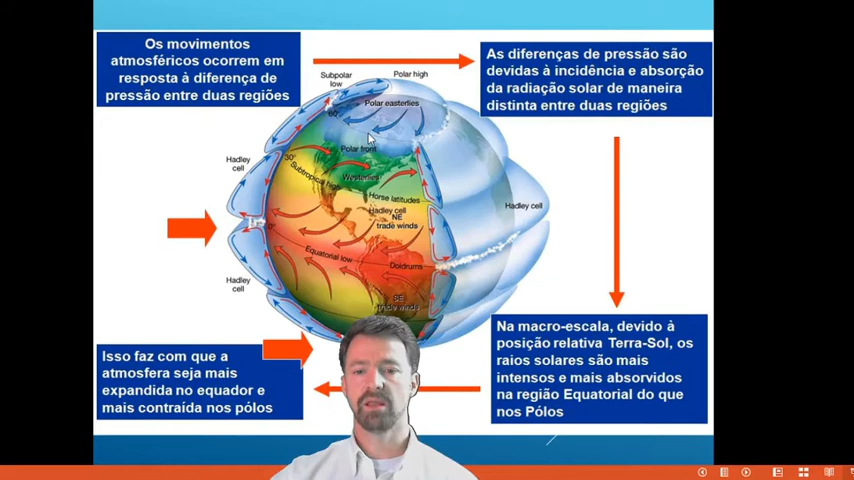 Os movimentos
atmosféricos ocorrem em
resposta à diferença de
pressão entre duas regiões
As diferenças de pressão são
devidas à incidência e absorção
da radiação solar de maneira
distinta entre duas regiões
Na macro-escala, devido à
posição relativa Terra-Sol, os
raios solares são mais
intensos e mais absorvidos
na região Equatorial do que
nos Pólos
Isso faz com que a
atmosfera seja mais
expandida no equador e
mais contraída nos pólos
Subpolar
low
Polar high
Polar easterlies
60°
Polar front
Hadley
cell
30°
Subtropical high
Westerlies
Horse latitudes
Hadley cell
NE
trade winds
Hadley cell
0°
Equatorial low
Doldrums
Hadley
cell
SE
trade winds